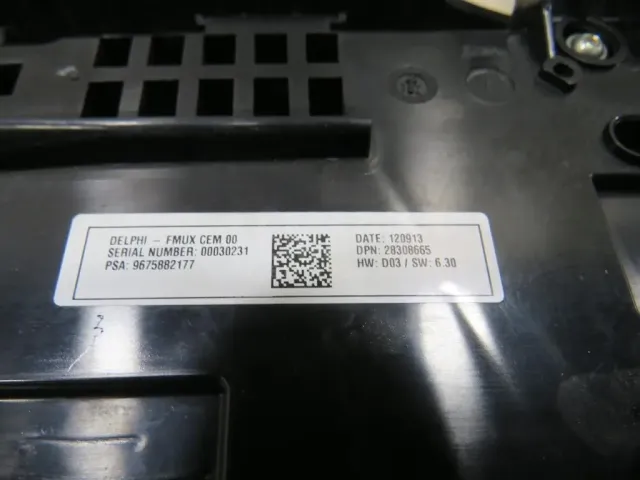 DELPHI - FMUX CEM 00
SERIAL NUMBER: 00030231
PSA: 9675882177
DATE: 120913
DPN: 28308665
HW: D03 / SW: 6.30